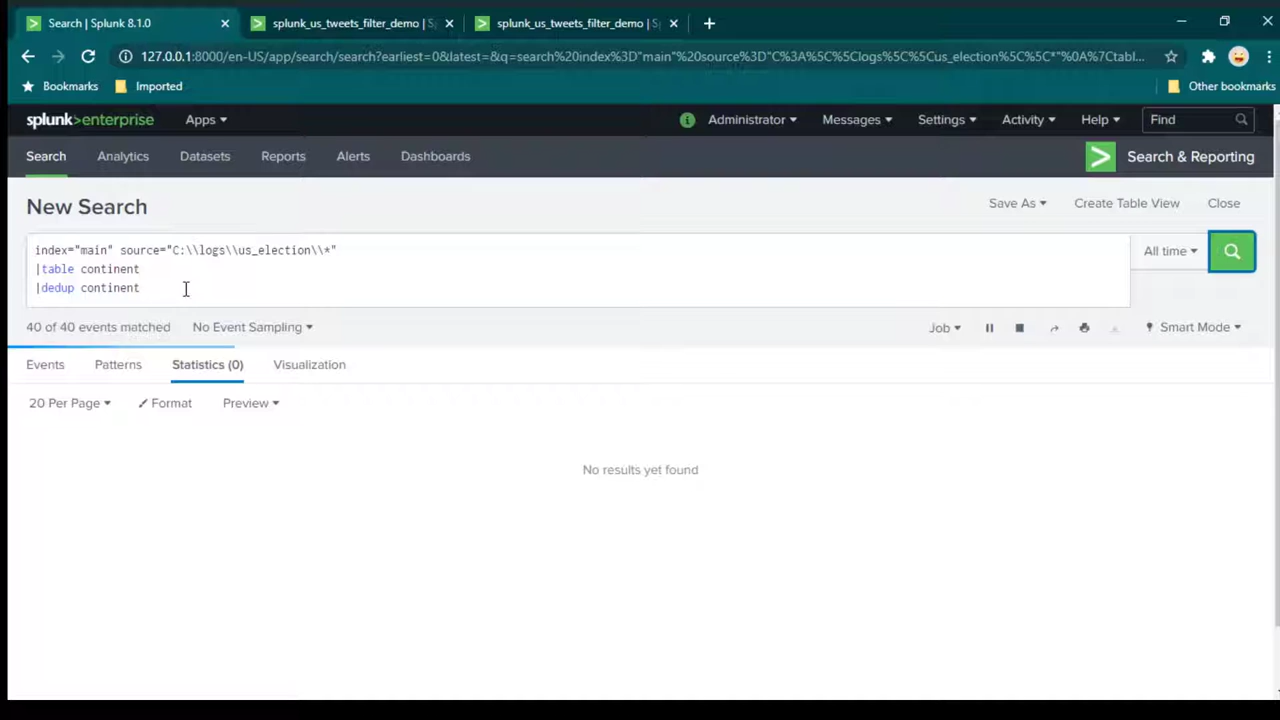 Search | Splunk 8.1.0
splunk_us_tweets_filter_demo | S
splunk_us_tweets_filter_demo | S
127.0.0.1:8000/en-US/app/search/search?earliest=0&latest=&q=search%20index%3D"main"%20source%3D"C%3A%5C%5Clogs%5C%5Cus_election%5C%5C*"%0A%7Ctabl...
Bookmarks
Imported
Other bookmarks
splunk>enterprise
Apps
Administrator
Messages
Settings
Activity
Help
Find
Search
Analytics
Datasets
Reports
Alerts
Dashboards
Search & Reporting
New Search
Save As
Create Table View
Close
index="main" source="C:\\logs\\us_election\\*"
|table continent
|dedup continent
All time
40 of 40 events matched
No Event Sampling
Job
Smart Mode
Events
Patterns
Statistics (0)
Visualization
20 Per Page
Format
Preview
No results yet found